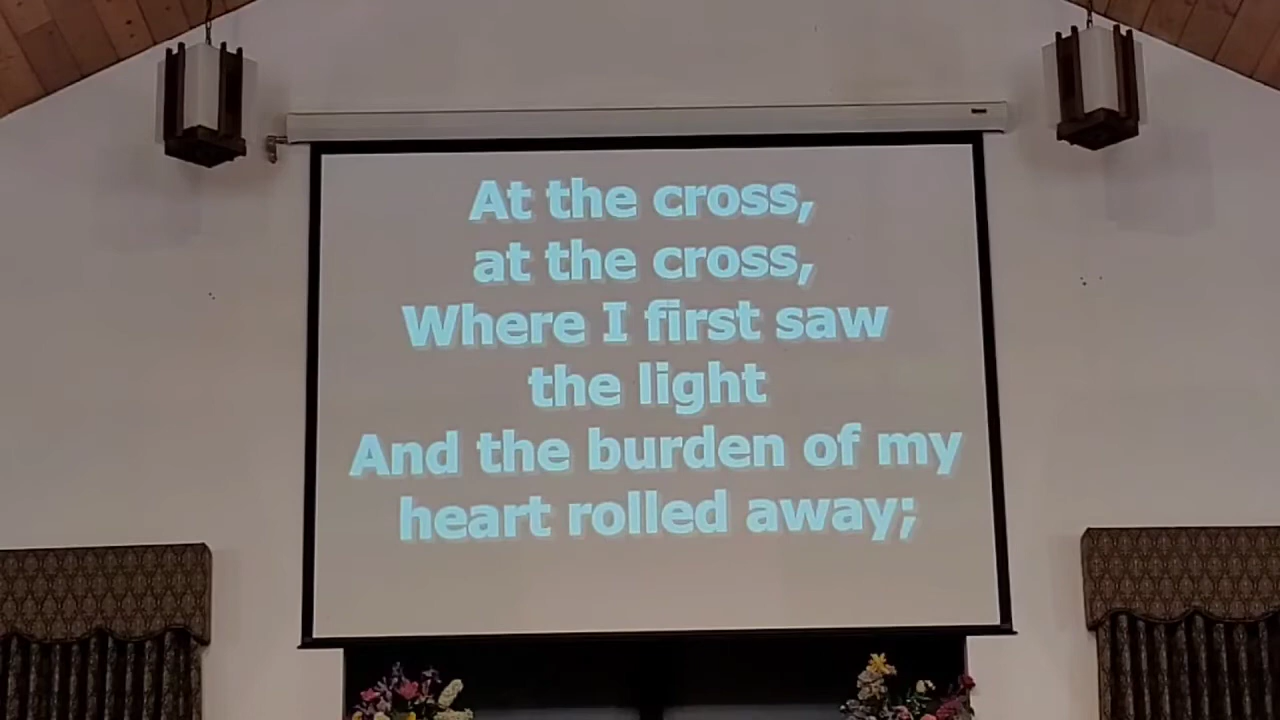 At the cross,
at the cross,
Where I first saw
the light
And the burden of my
heart rolled away;